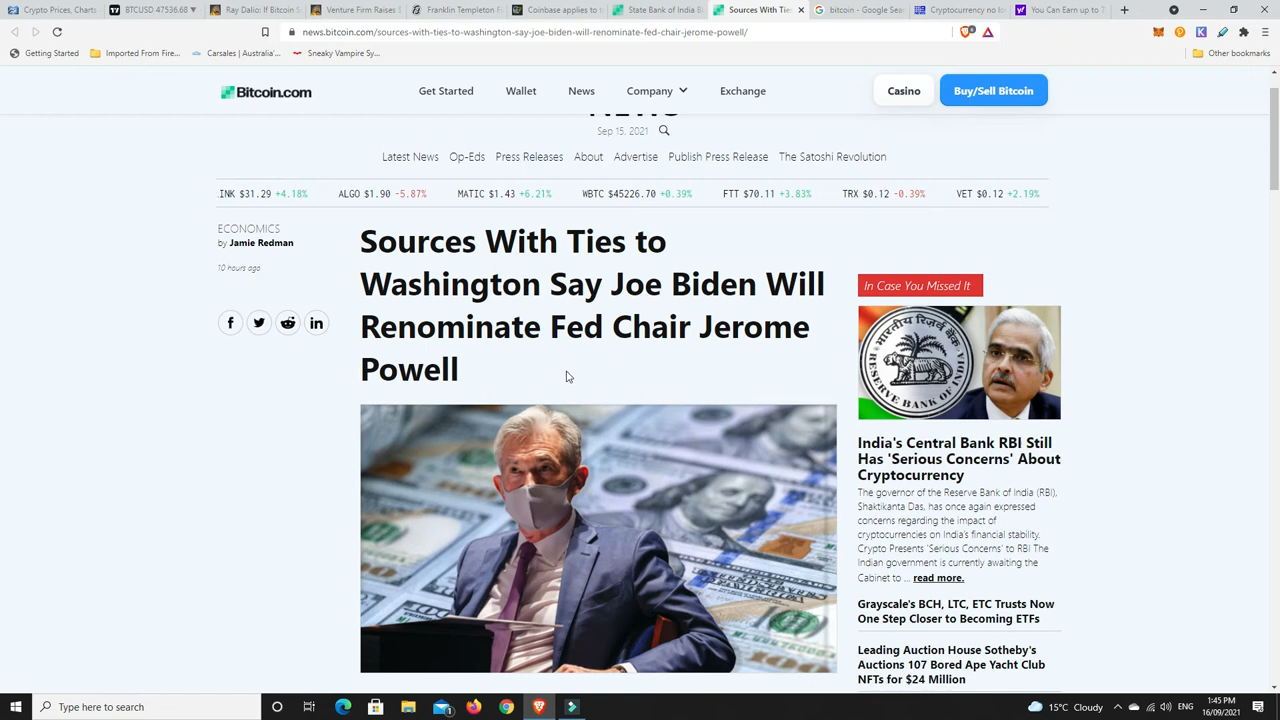 Crypto Prices, Charts
BTCUSD 47536.68
Ray Dalio: If Bitcoin S
Venture Firm Raises $
Franklin Templeton F
Coinbase applies to
State Bank of India B
Sources With Ties
bitcoin - Google Sear
Cryptocurrency no lo
You Can Earn up to 7
news.bitcoin.com/sources-with-ties-to-washington-say-joe-biden-will-renominate-fed-chair-jerome-powell/
Getting Started
Imported From Fire...
Carsales | Australia'...
Sneaky Vampire Sy...
Other bookmarks
Bitcoin.com
Get Started
Wallet
News
Company
Exchange
Casino
Buy/Sell Bitcoin
NEWS
Sep 15, 2021
Latest News
Op-Eds
Press Releases
About
Advertise
Publish Press Release
The Satoshi Revolution
INK $31.29 +4.18%
ALGO $1.90 -5.87%
MATIC $1.43 +6.21%
WBTC $45226.70 +0.39%
FTT $70.11 +3.83%
TRX $0.12 -0.39%
VET $0.12 +2.19%
ECONOMICS
by Jamie Redman
10 hours ago
Sources With Ties to
Washington Say Joe Biden Will
Renominate Fed Chair Jerome
Powell
In Case You Missed It
भारतीय रिज़र्व बैंक
RESERVE BANK OF INDIA
India's Central Bank RBI Still
Has 'Serious Concerns' About
Cryptocurrency
The governor of the Reserve Bank of India (RBI),
Shaktikanta Das, has once again expressed
concerns regarding the impact of
cryptocurrencies on India's financial stability.
Crypto Presents 'Serious Concerns' to RBI The
Indian government is currently awaiting the
Cabinet to ... read more.
Grayscale's BCH, LTC, ETC Trusts Now
One Step Closer to Becoming ETFs
Leading Auction House Sotheby's
Auctions 107 Bored Ape Yacht Club
NFTs for $24 Million
Type here to search
15°C Cloudy
ENG
1:45 PM
16/09/2021